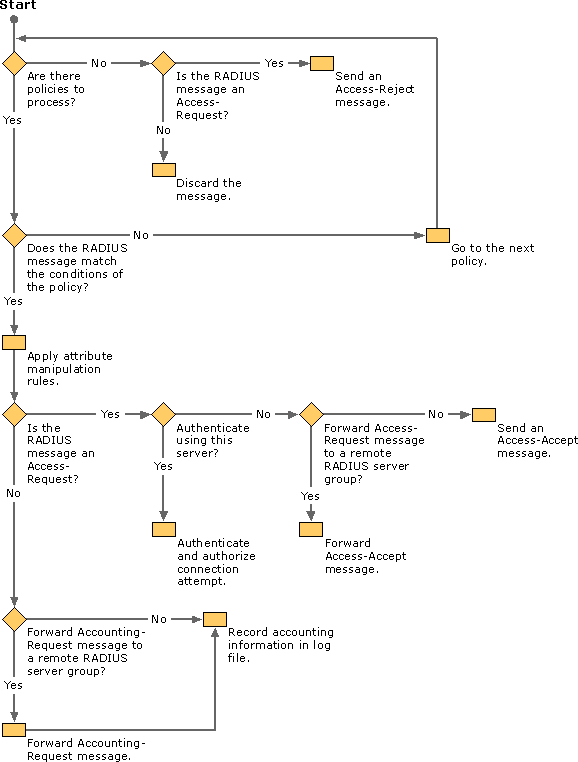 Start
No
Yes
Are there
policies to
process?
Is the RADIUS
message an
Access-
Request?
Send an
Access-Reject
message.
Yes
No
Discard the
message.
No
Does the RADIUS
message match
the conditions of
the policy?
Go to the next
policy.
Yes
Apply attribute
manipulation
rules.
Yes
No
No
Is the
RADIUS
message an
Access-
Request?
Authenticate
using this
server?
Forward Access-
Request message
to a remote
RADIUS server
group?
Send an
Access-Accept
message.
No
Yes
Yes
Authenticate
and authorize
connection
attempt.
Forward
Access-Accept
message.
No
Forward Accounting-
Request message to
a remote RADIUS
server group?
Record accounting
information in log
file.
Yes
Forward Accounting-
Request message.